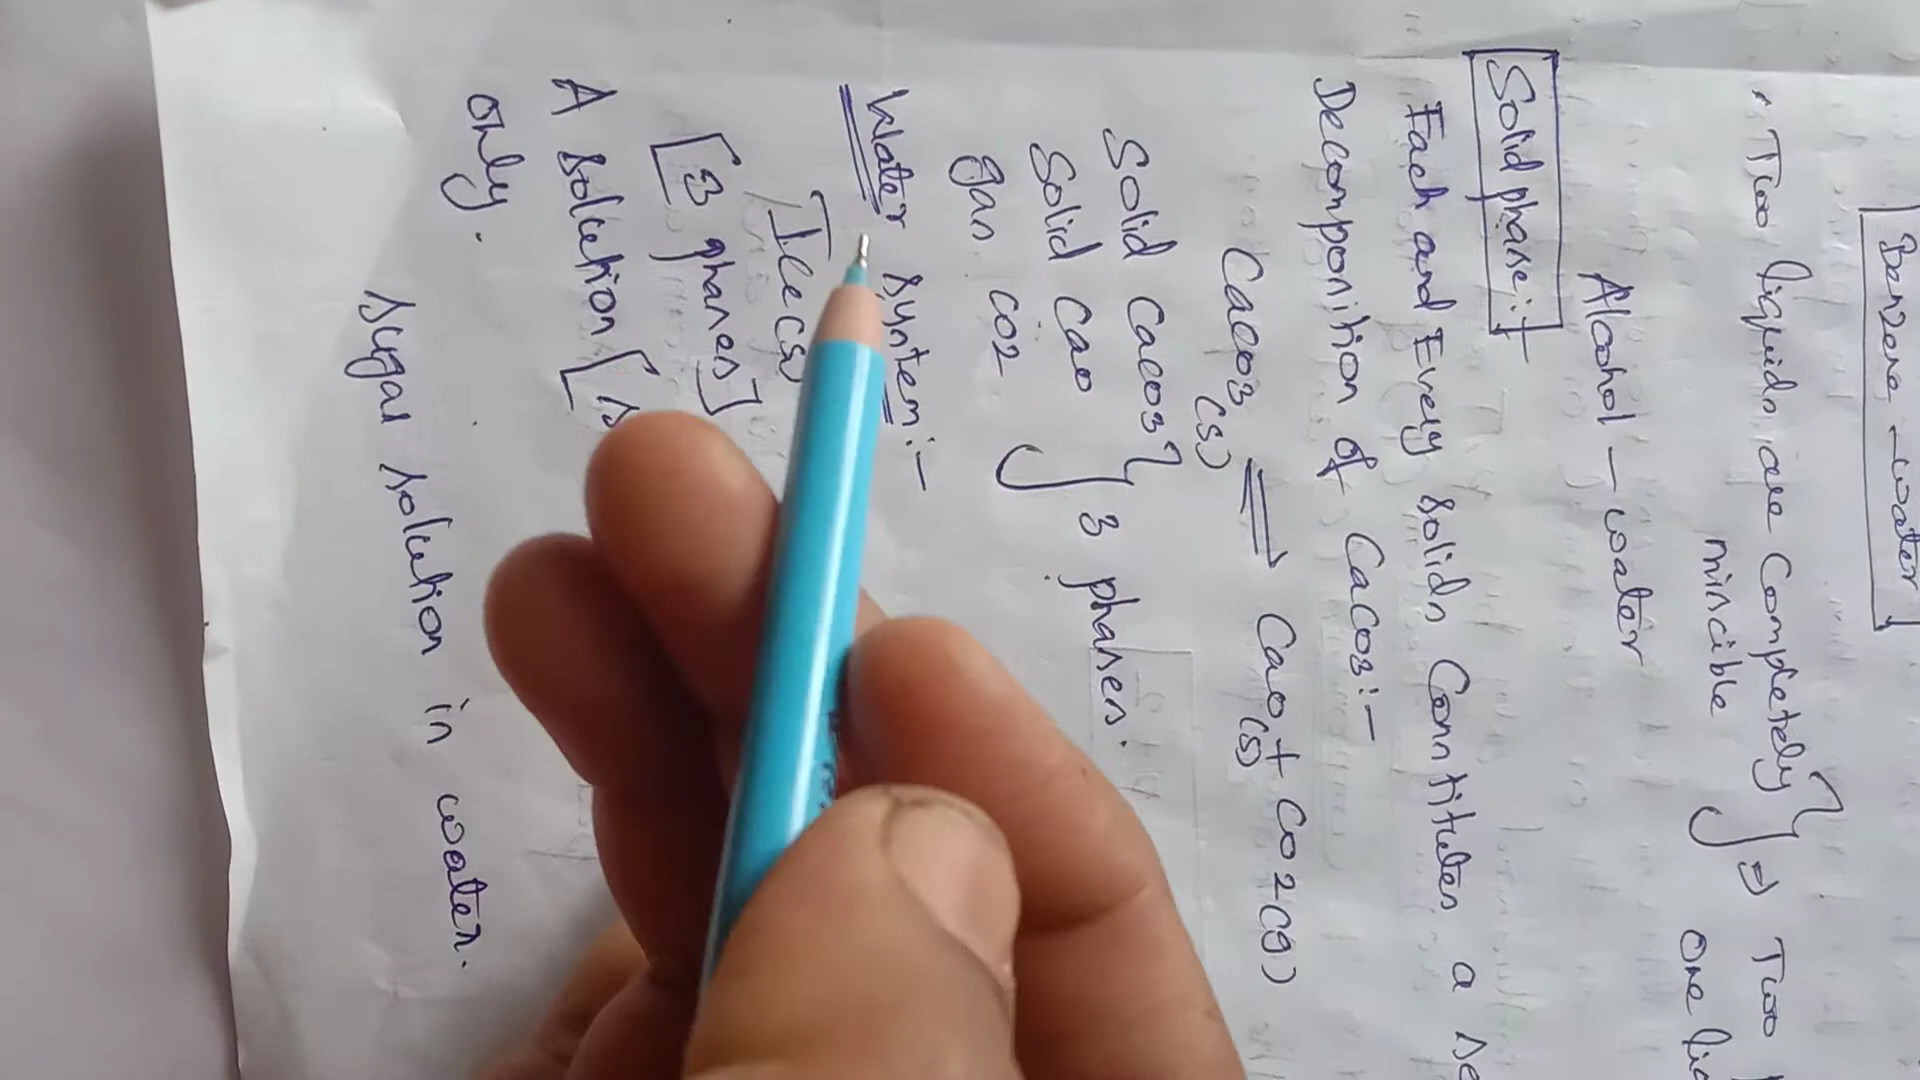 Benzene - water
" Two liquids are Completely } => Two
miscible one
Alcohol - water
Solid phase:-
Each and Every solids Constitutes a
Decomposition of CaCO3:-
CaCO3(s) ⇌ CaO(s) + CO2(g)
Solid CaCO3
Solid CaO } 3 phases.
gas CO2
Water system:-
Ice(s)
[3 phases]
A solution [
only.
sugar solution in water.